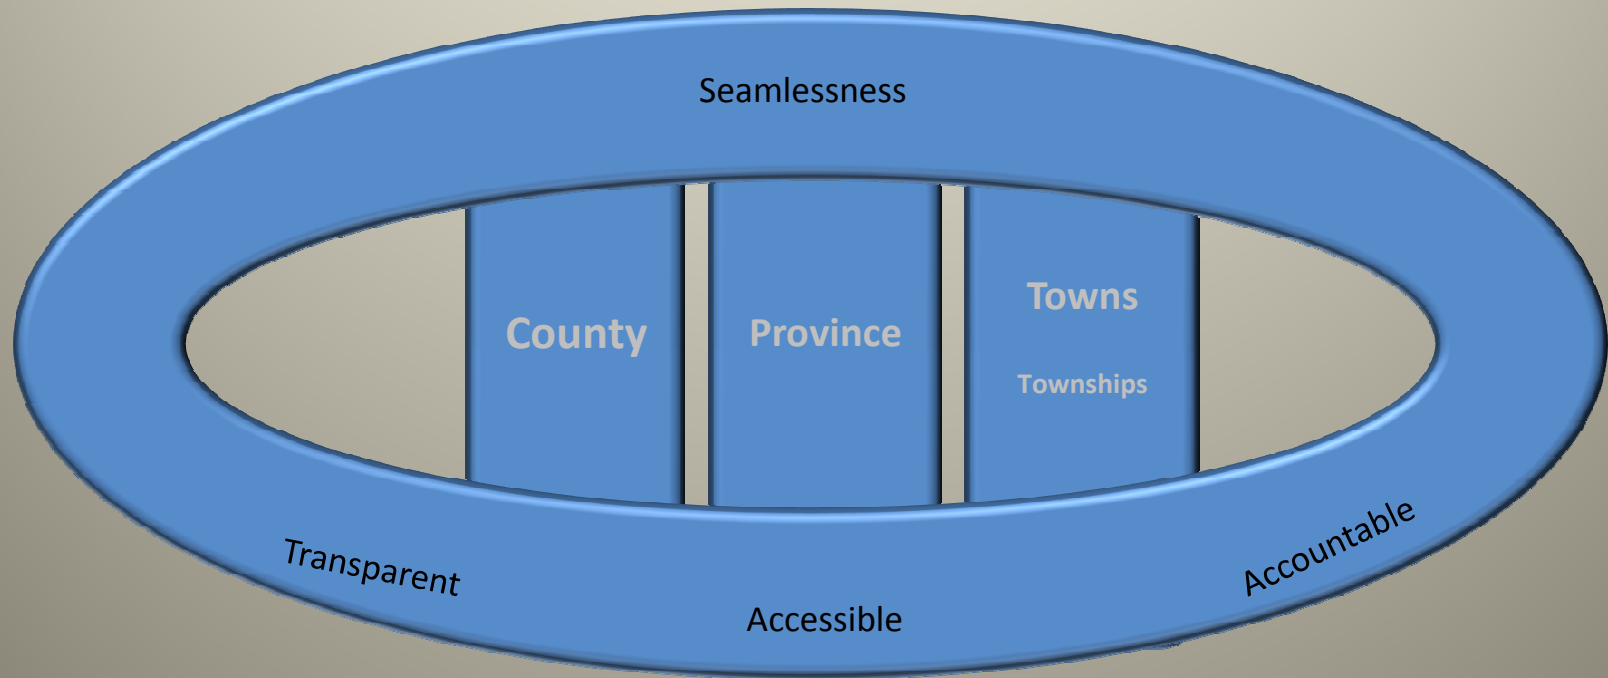 Seamlessness
County
Province
Towns
Townships
Transparent
Accessible
Accountable